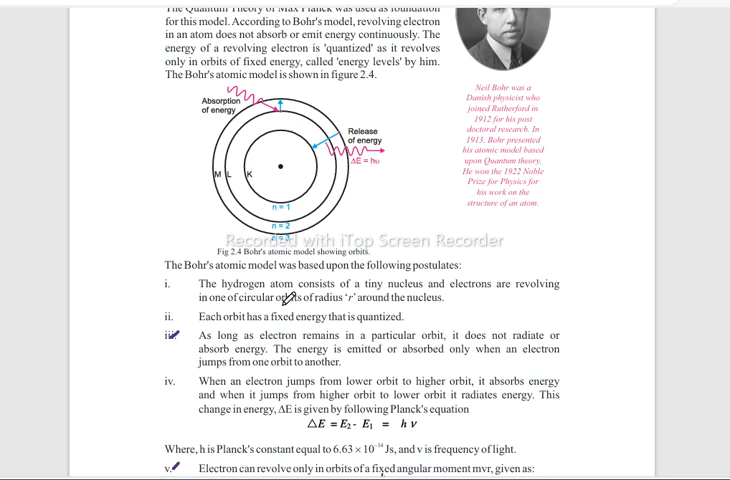 The Quantum Theory of Max Planck was used as foundation
for this model. According to Bohr's model, revolving electron
in an atom does not absorb or emit energy continuously. The
energy of a revolving electron is 'quantized' as it revolves
only in orbits of fixed energy, called 'energy levels' by him.
The Bohr's atomic model is shown in figure 2.4.
Neil Bohr was a
Danish physicist who
joined Rutherford in
1912 for his post
doctoral research. In
1913, Bohr presented
his atomic model based
upon Quantum theory.
He won the 1922 Noble
Prize for Physics for
his work on the
structure of an atom.
Absorption
of energy
Release
of energy
ΔE = hυ
M L K
n = 1
n = 2
n = 3
Recorded with iTop Screen Recorder
Fig 2.4 Bohr's atomic model showing orbits.
The Bohr's atomic model was based upon the following postulates:
i. The hydrogen atom consists of a tiny nucleus and electrons are revolving
in one of circular orbits of radius 'r' around the nucleus.
ii. Each orbit has a fixed energy that is quantized.
iii. As long as electron remains in a particular orbit, it does not radiate or
absorb energy. The energy is emitted or absorbed only when an electron
jumps from one orbit to another.
iv. When an electron jumps from lower orbit to higher orbit, it absorbs energy
and when it jumps from higher orbit to lower orbit it radiates energy. This
change in energy, ΔE is given by following Planck's equation
△E = E₂ - E₁ = h ν
Where, h is Planck's constant equal to 6.63 × 10⁻³⁴ Js, and v is frequency of light.
v. Electron can revolve only in orbits of a fixed angular moment mvr, given as: